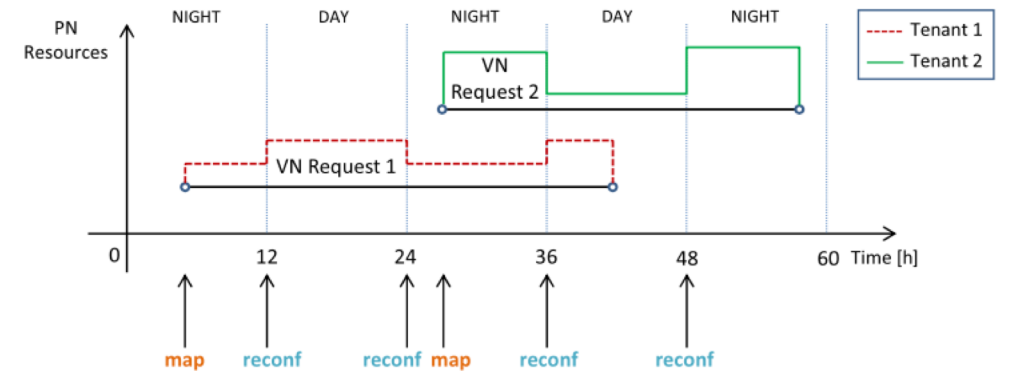 NIGHT DAY NIGHT DAY NIGHT
PN
Resources
Tenant 1
Tenant 2
VN
Request 2
VN Request 1
0 12 24 36 48 60 Time [h]
map reconf reconf map reconf reconf